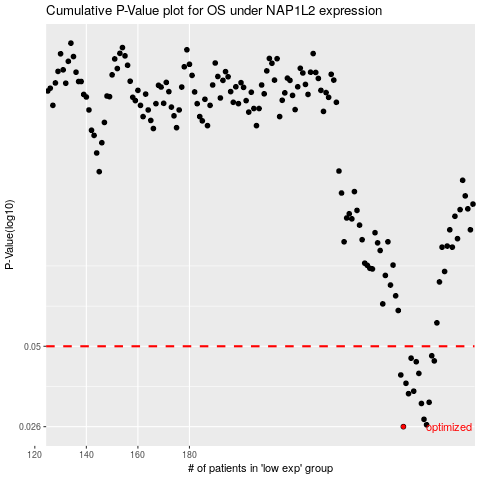 Cumulative P-Value plot for OS under NAP1L2 expression
P-Value(log10)
0.05
0.026
optimized
120 140 160 180
# of patients in 'low exp' group